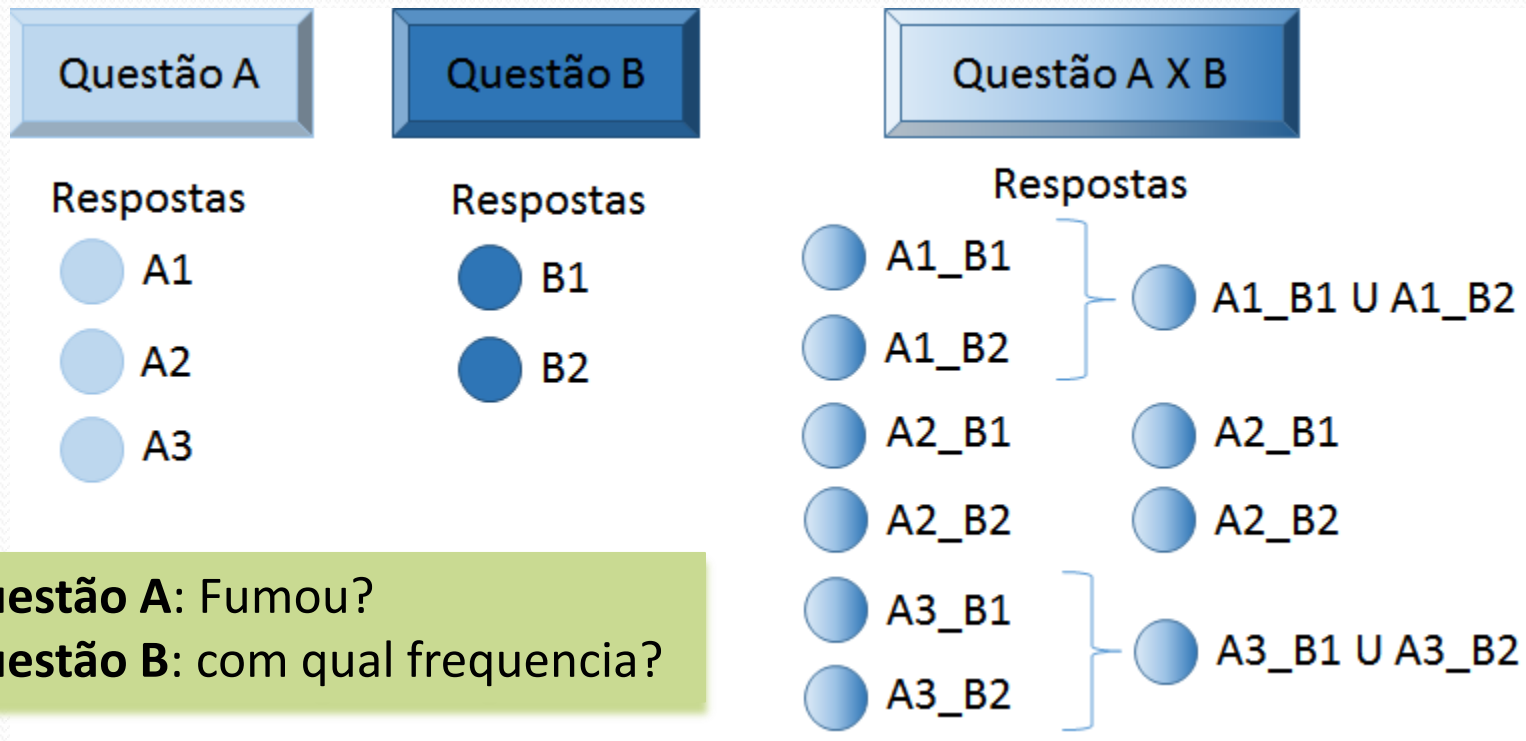 Questão A
Respostas
A1
A2
A3
Questão B
Respostas
B1
B2
Questão A X B
Respostas
A1_B1
A1_B2
A1_B1 U A1_B2
A2_B1
A2_B1
A2_B2
A2_B2
A3_B1
A3_B2
A3_B1 U A3_B2
uestão A: Fumou?
uestão B: com qual frequencia?